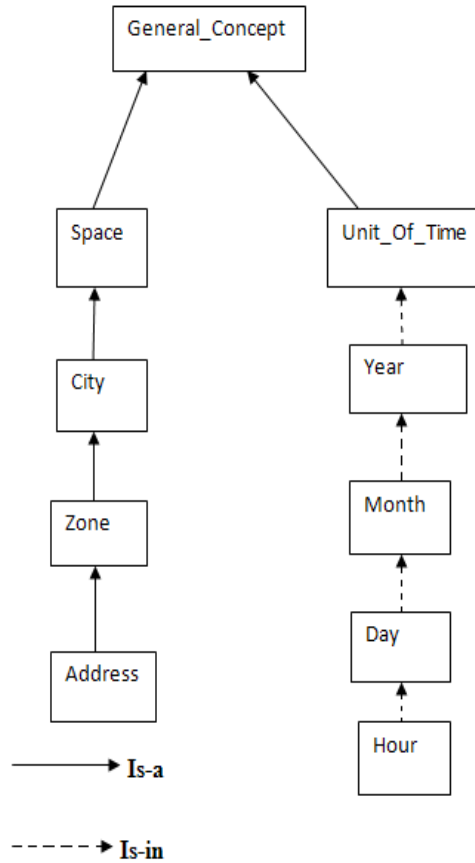 General_Concept
Space
Unit_Of_Time
City
Year
Zone
Month
Address
Day
Hour
Is-a
Is-in